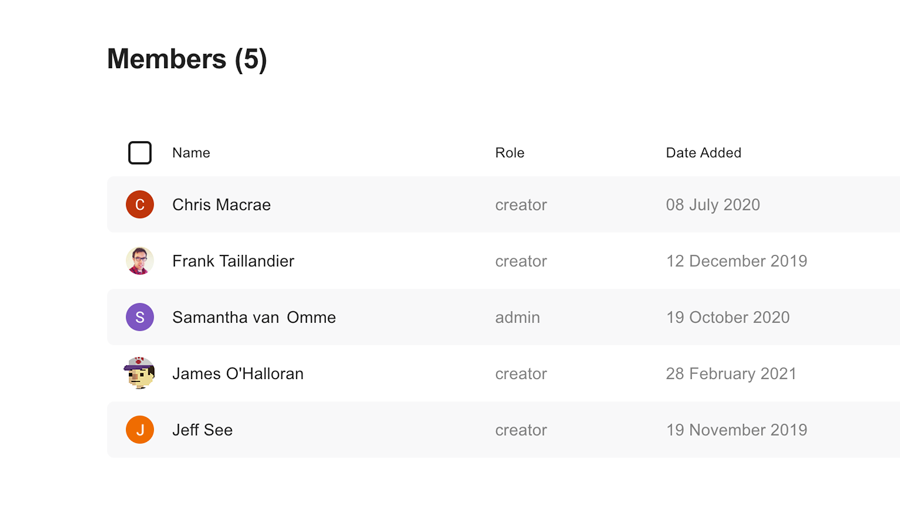 Members (5)
Name Role Date Added
C Chris Macrae creator 08 July 2020
Frank Taillandier creator 12 December 2019
S Samantha van Omme admin 19 October 2020
James O'Halloran creator 28 February 2021
J Jeff See creator 19 November 2019